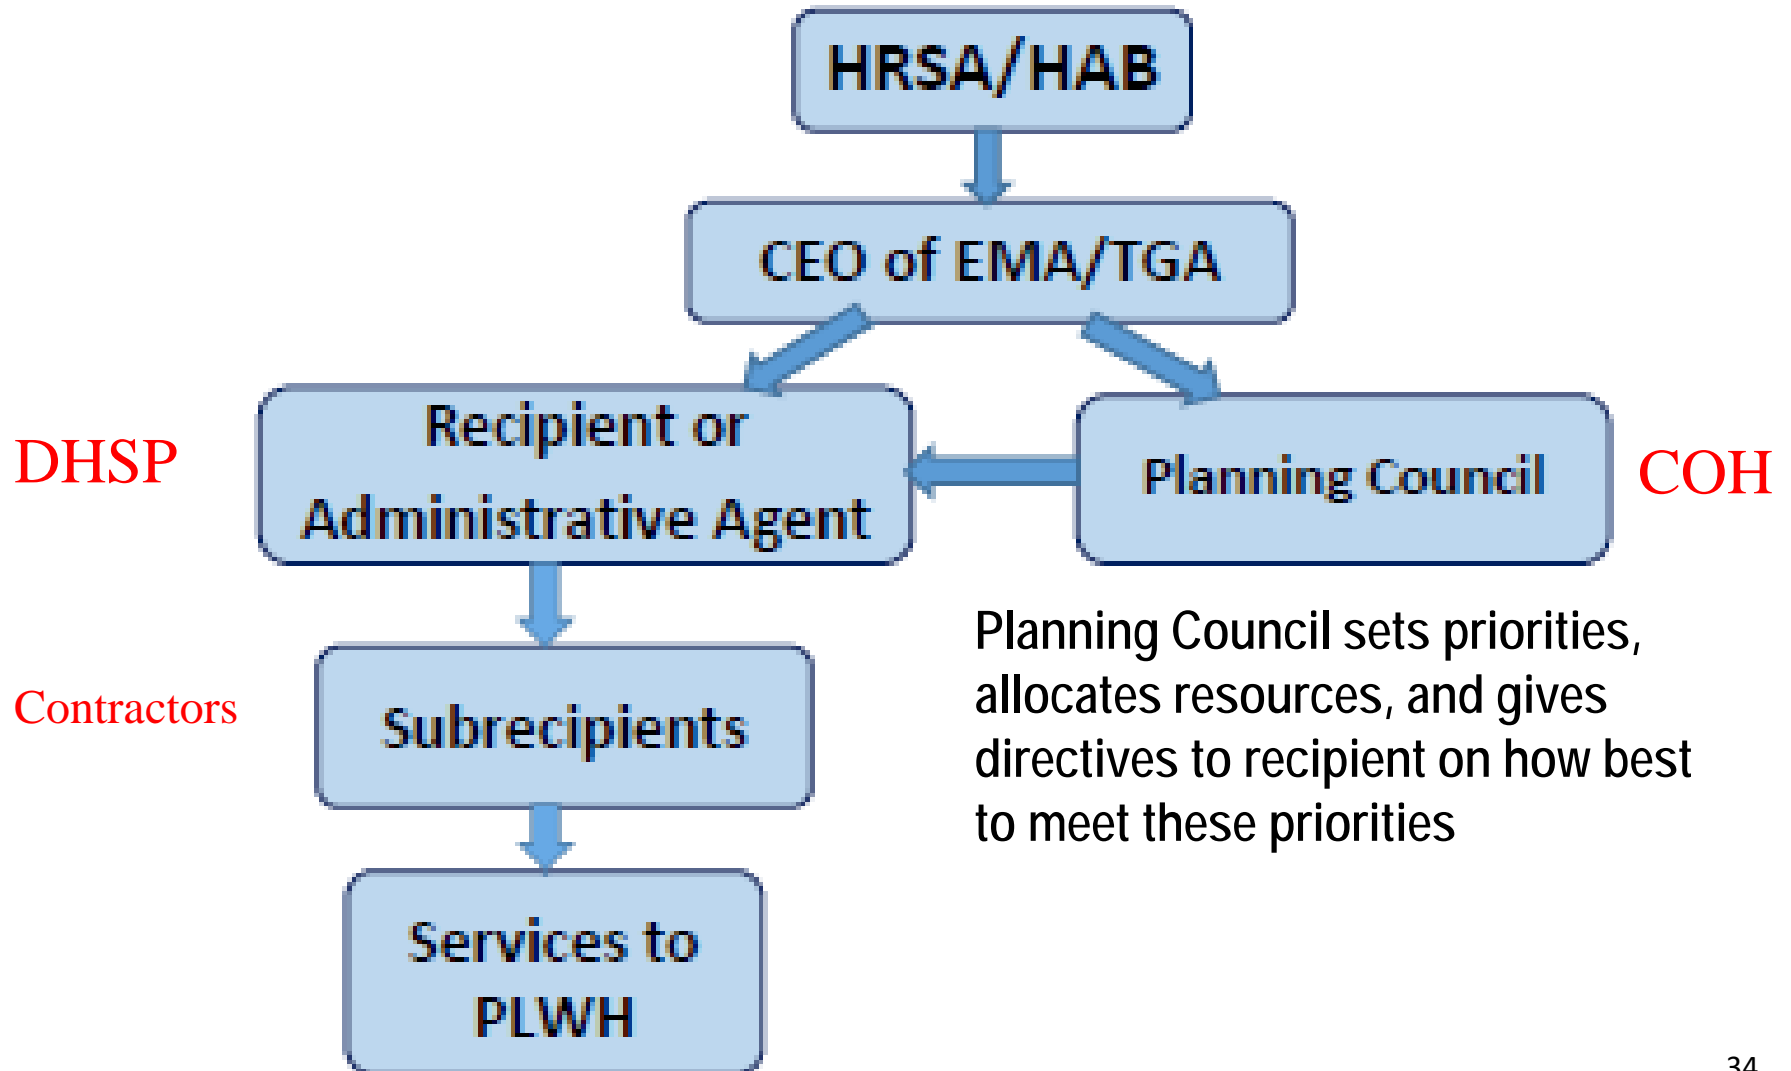 HRSA/HAB
CEO of EMA/TGA
DHSP
Recipient or
Administrative Agent
Planning Council
COH
Contractors
Subrecipients
Planning Council sets priorities,
allocates resources, and gives
directives to recipient on how best
to meet these priorities
Services to
PLWH
34